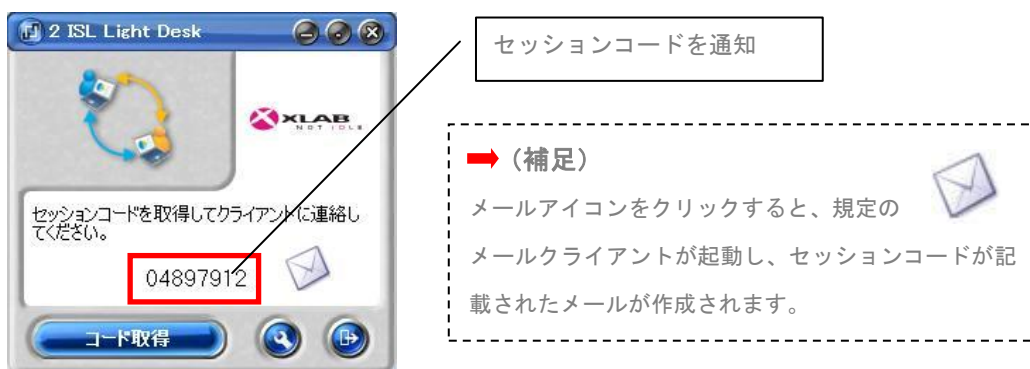 2 ISL Light Desk
XLAB
NOT IDLE
セッションコードを取得してクライアントに連絡し
てください。
04897912
コード取得
セッションコードを通知
(補足)
メールアイコンをクリックすると、規定の
メールクライアントが起動し、セッションコードが記
載されたメールが作成されます。